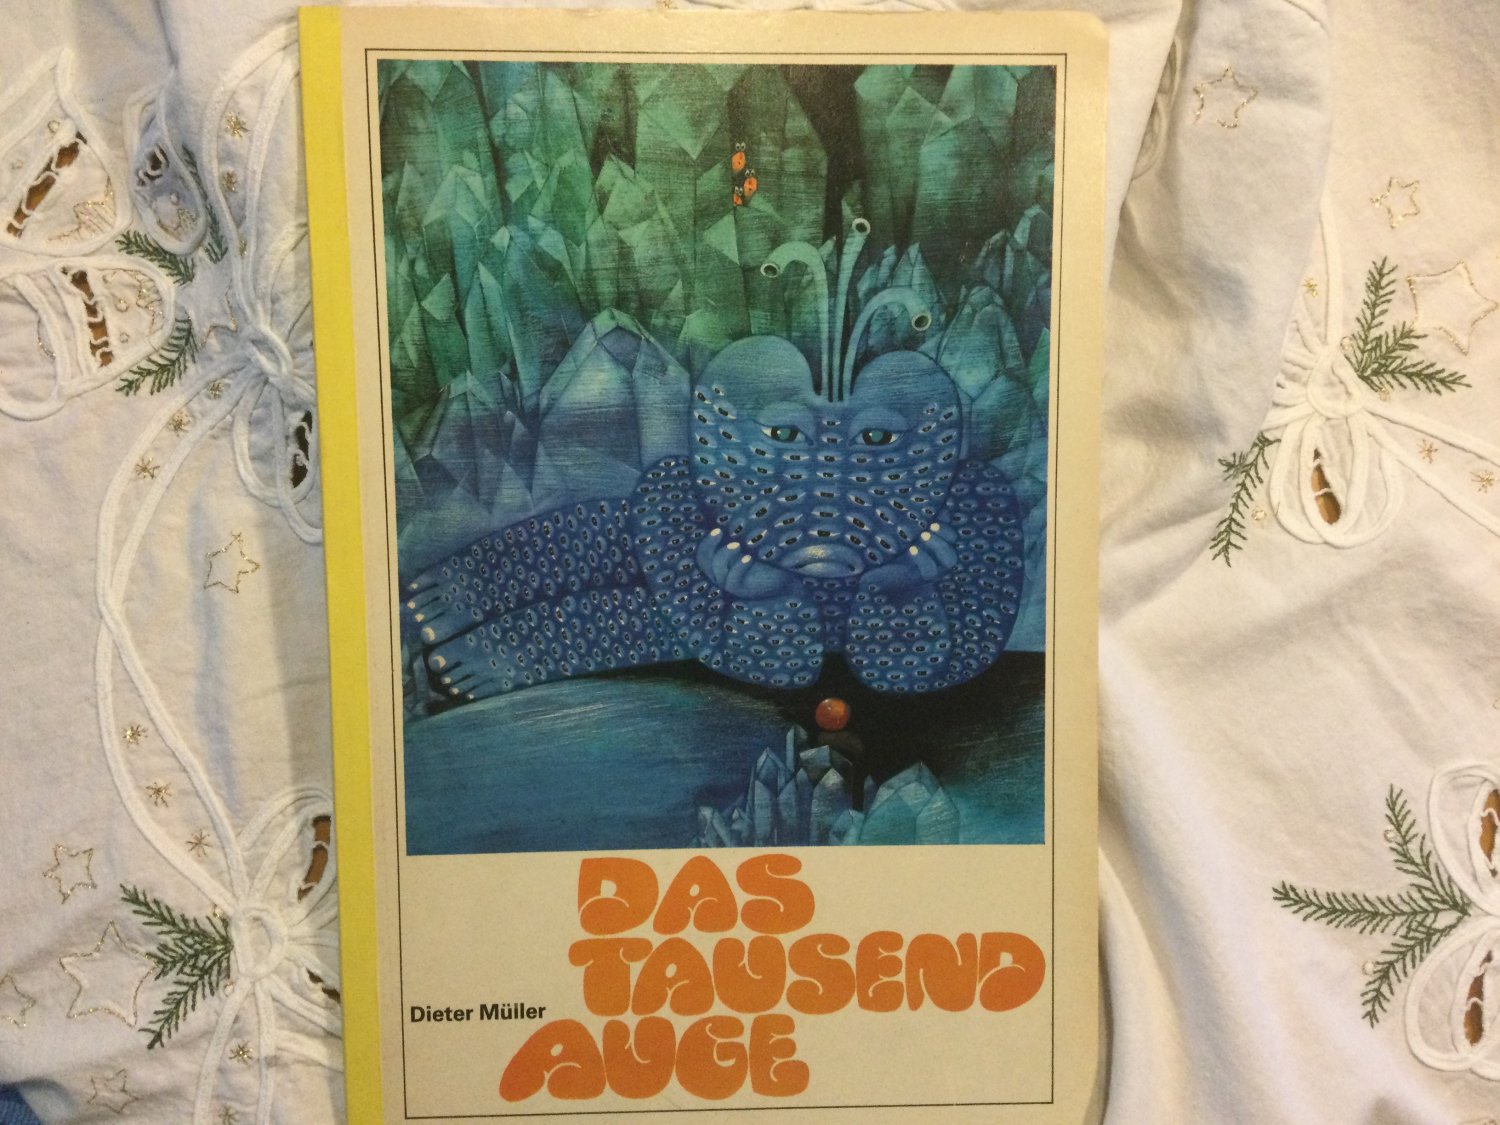 DAS
TAUSEND
Dieter Müller
AUGE